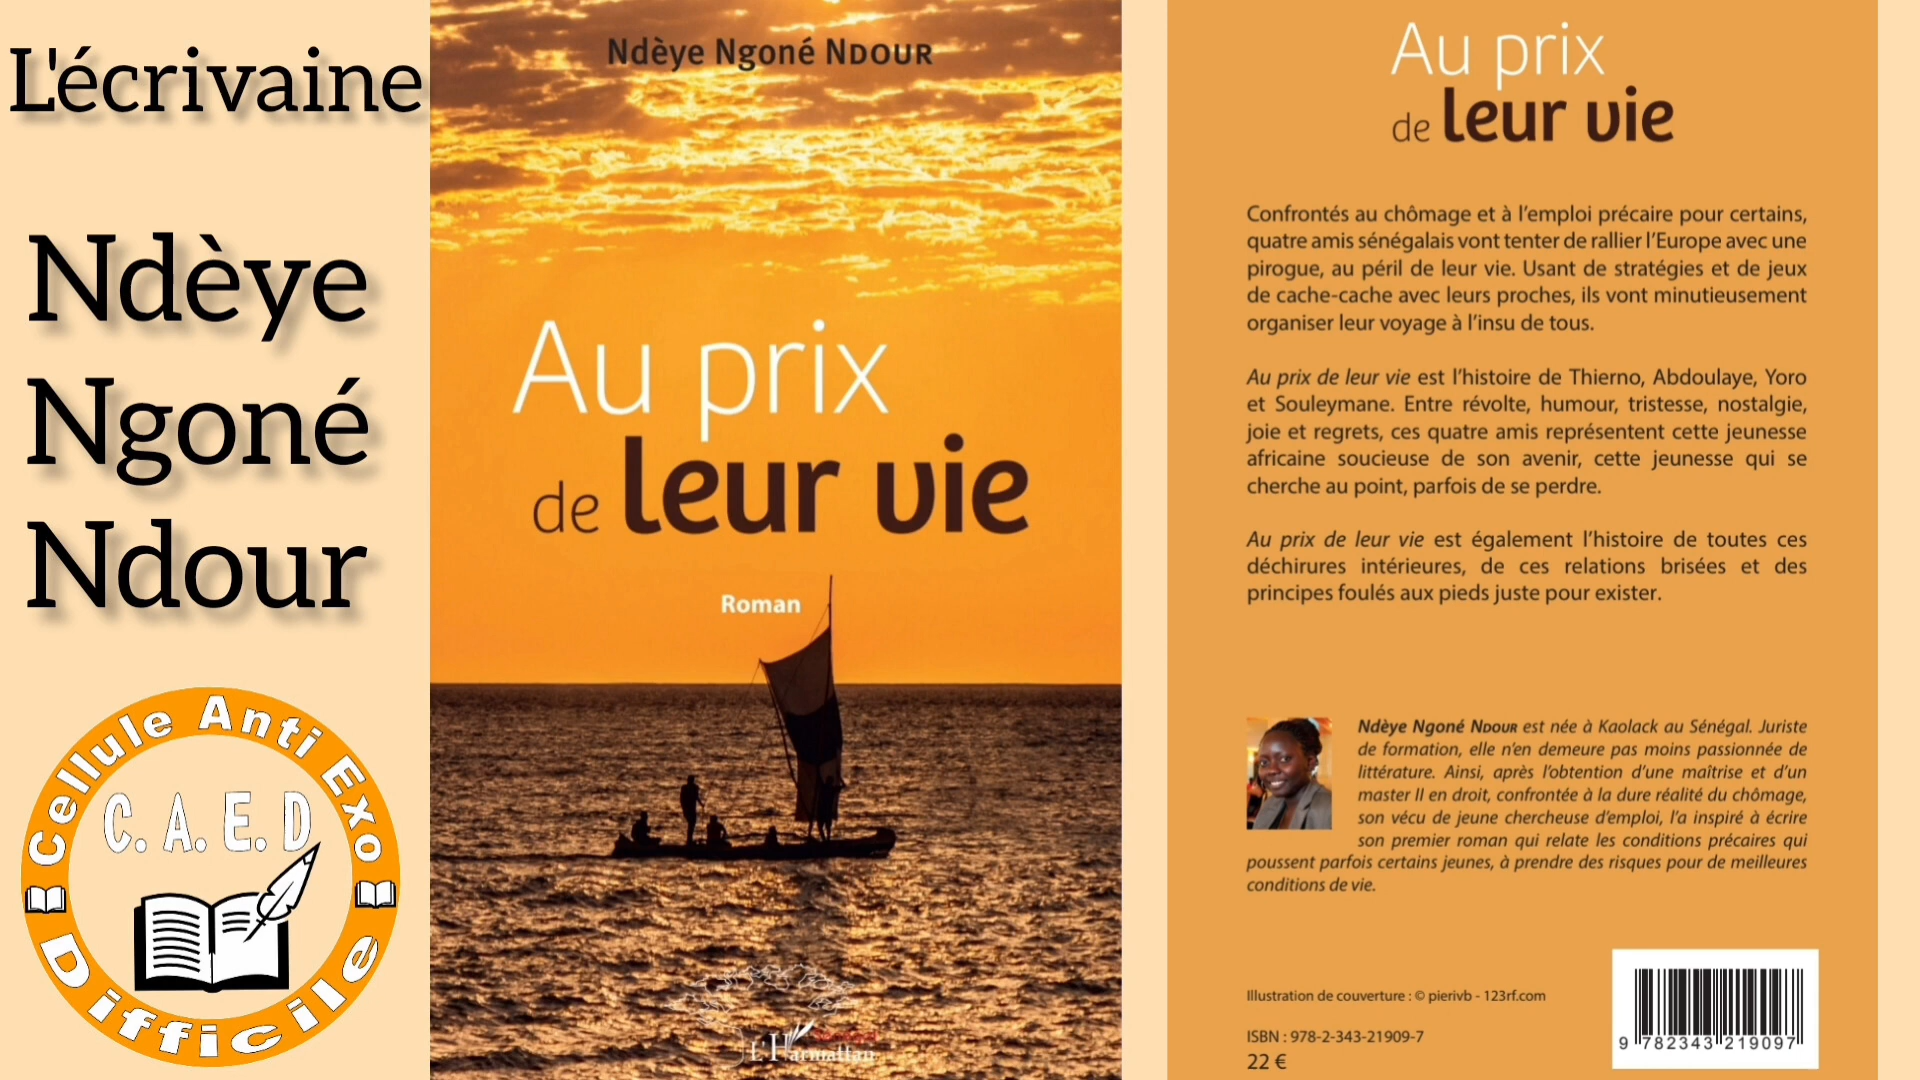 L'écrivaine
Ndèye
Ngoné
Ndour
Cellule Anti Exo
C. A. E. D
Difficile
Ndèye Ngoné NDOUR
Au prix
de leur vie
Roman
L'Harmattan
Au prix
de leur vie
Confrontés au chômage et à l'emploi précaire pour certains,
quatre amis sénégalais vont tenter de rallier l'Europe avec une
pirogue, au péril de leur vie. Usant de stratégies et de jeux
de cache-cache avec leurs proches, ils vont minutieusement
organiser leur voyage à l'insu de tous.
Au prix de leur vie est l'histoire de Thierno, Abdoulaye, Yoro
et Souleymane. Entre révolte, humour, tristesse, nostalgie,
joie et regrets, ces quatre amis représentent cette jeunesse
africaine soucieuse de son avenir, cette jeunesse qui se
cherche au point, parfois de se perdre.
Au prix de leur vie est également l'histoire de toutes ces
déchirures intérieures, de ces relations brisées et des
principes foulés aux pieds juste pour exister.
Ndèye Ngoné NDOUR est née à Kaolack au Sénégal. Juriste
de formation, elle n'en demeure pas moins passionnée de
littérature. Ainsi, après l'obtention d'une maîtrise et d'un
master II en droit, confrontée à la dure réalité du chômage,
son vécu de jeune chercheuse d'emploi, l'a inspiré à écrire
son premier roman qui relate les conditions précaires qui
poussent parfois certains jeunes, à prendre des risques pour de meilleures
conditions de vie.
Illustration de couverture : © pierivb - 123rf.com
ISBN : 978-2-343-21909-7
22 €
9 782343 219097